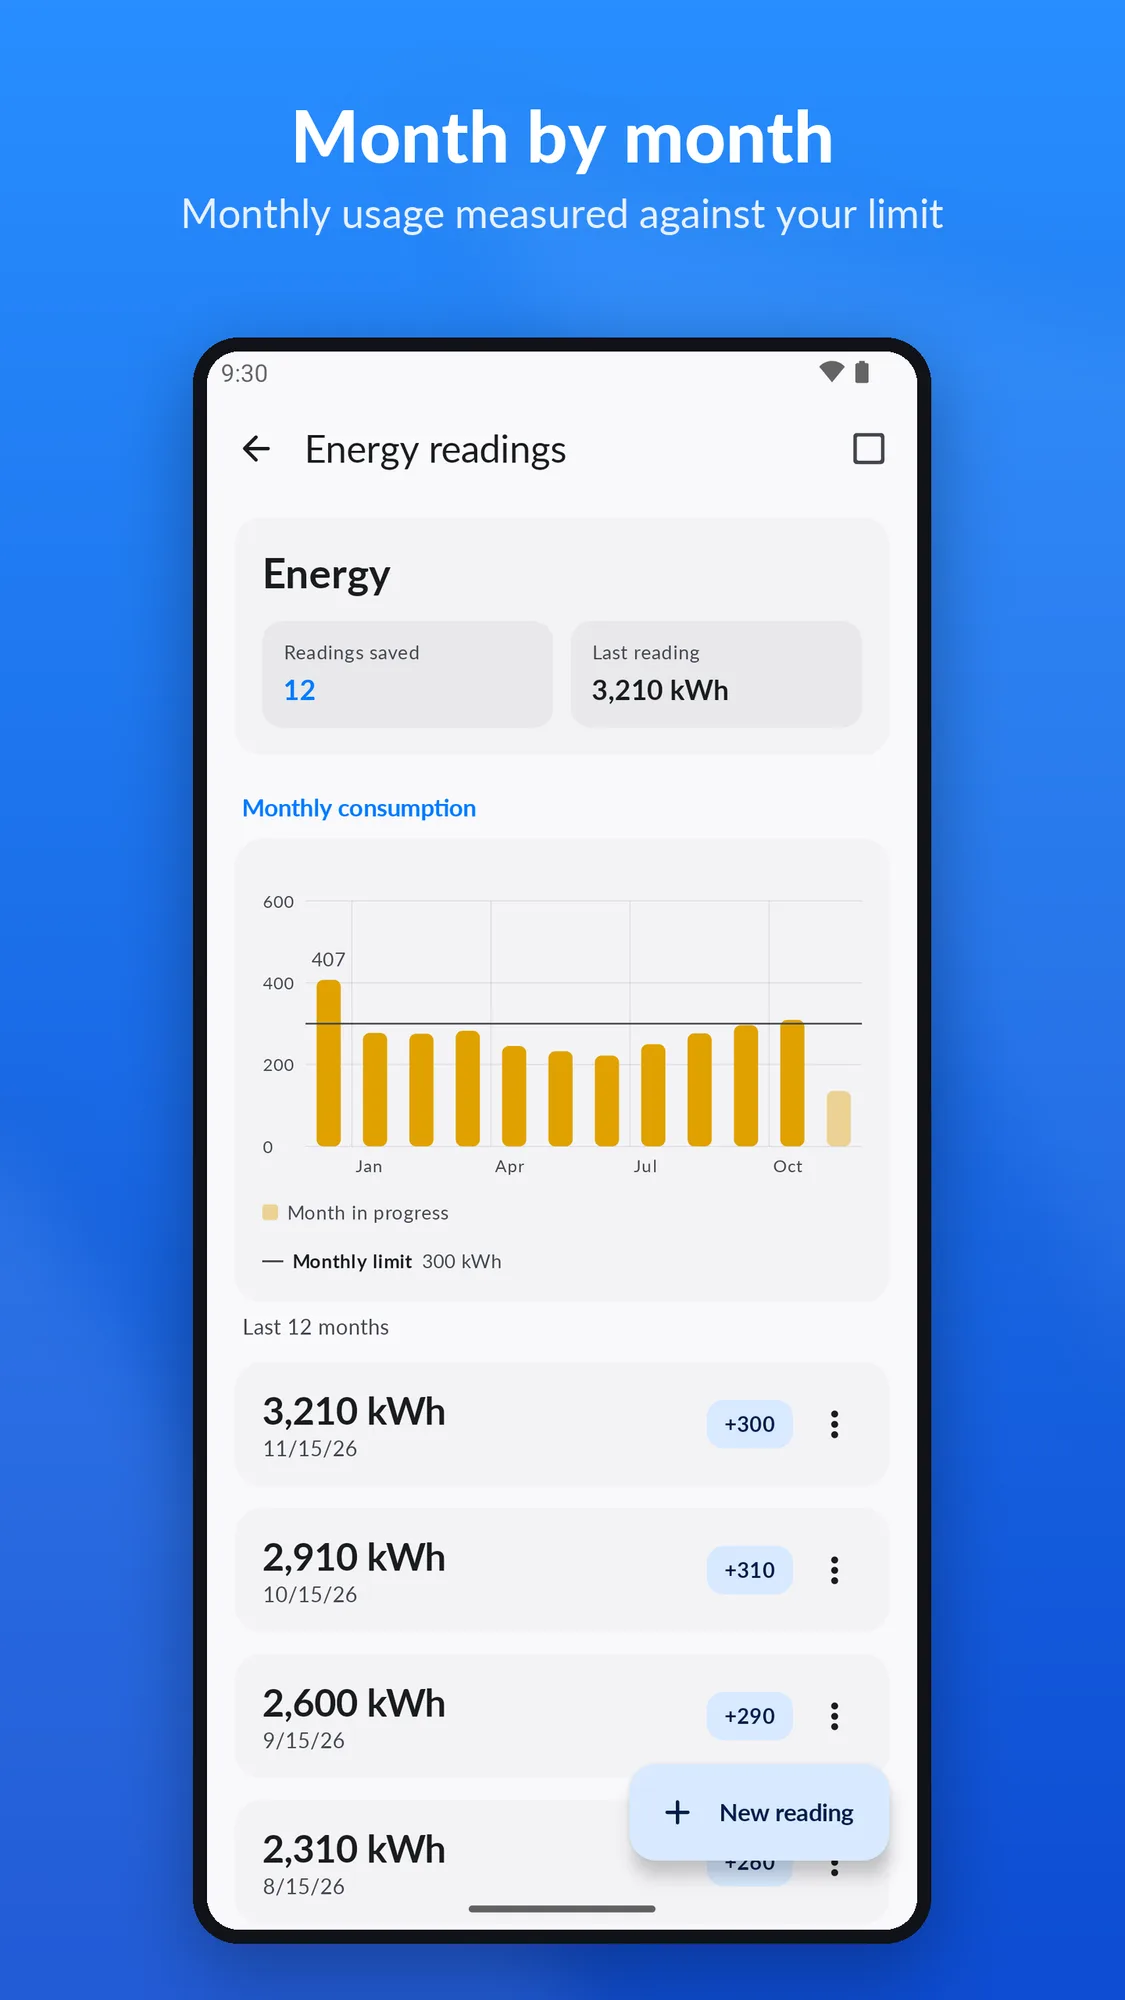 Month by month
Monthly usage measured against your limit
9:30
Energy readings
Energy
Readings saved
12
Last reading
3,210 kWh
Monthly consumption
600
407
400
200
0
Jan Apr Jul Oct
Month in progress
Monthly limit 300 kWh
Last 12 months
3,210 kWh
11/15/26
+300
2,910 kWh
10/15/26
+310
2,600 kWh
9/15/26
+290
New reading
2,310 kWh
8/15/26
+260